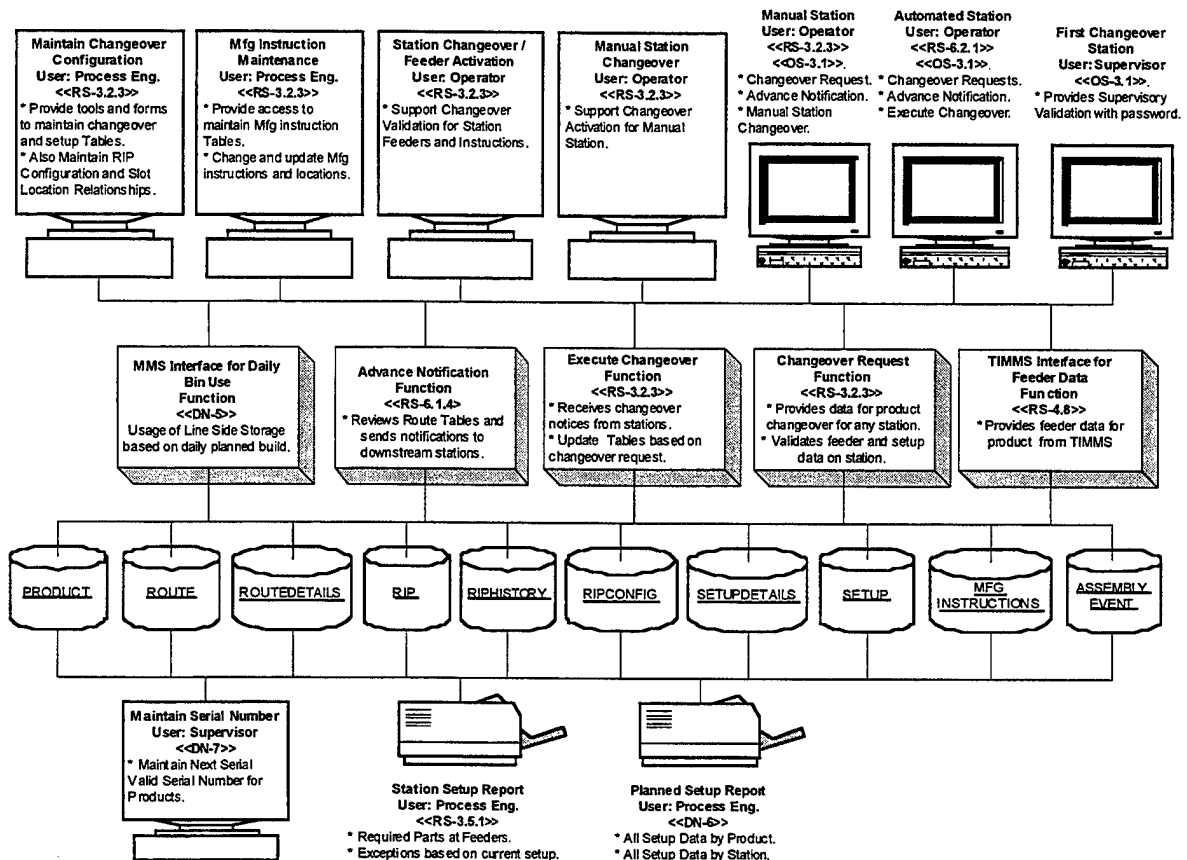 Maintain Changeover
Configuration
User: Process Eng.
<<RS-3.2.3>>
* Provide tools and forms
to maintain changeover
and setup Tables.
* Also Maintain RIP
Configuration and Slot
Location Relationships.
Mfg Instruction
Maintenance
User: Process Eng.
<<RS-3.2.3>>
* Provide access to
maintain Mfg instruction
Tables.
* Change and update Mfg
instructions and locations.
Station Changeover /
Feeder Activation
User: Operator
<<RS-3.2.3>>
* Support Changeover
Validation for Station
Feeders and Instructions.
Manual Station
Changeover
User: Operator
<<RS-3.2.3>>
* Support Changeover
Activation for Manual
Station.
Manual Station
User: Operator
<<RS-3.2.3>>
<<OS-3.1>>.
* Changeover Request.
* Advance Notification.
* Manual Station
Changeover.
Automated Station
User: Operator
<<RS-6.2.1>>
<<OS-3.1>>.
* Changeover Requests.
* Advance Notification.
* Execute Changeover.
First Changeover
Station
User: Supervisor
<<OS-3.1>>.
* Provides Supervisory
Validation with password.
MMS Interface for Daily
Bin Use
Function
<<DN-5>>
Usage of Line Side Storage
based on daily planned build.
Advance Notification
Function
<<RS-6.1.4>
* Reviews Route Tables and
sends notifications to
downstream stations.
Execute Changeover
Function
<<RS-3.2.3>>
* Receives changeover
notices from stations.
* Update Tables based on
changeover request.
Changeover Request
Function
<<RS-3.2.3>>
* Provides data for product
changeover for any station.
* Validates feeder and setup
data on station.
TIMMS Interface for
Feeder Data
Function
<<RS-4.8>>
* Provides feeder data for
product from TIMMS
PRODUCT
ROUTE
ROUTEDETAILS
RIP
RIPHISTORY
RIPCONFIG
SETUPDETAILS
SETUP
MFG
INSTRUCTIONS
ASSEMBLY
EVENT
Maintain Serial Number
User: Supervisor
<<DN-7>>
* Maintain Next Serial
Valid Serial Number for
Products.
Station Setup Report
User: Process Eng.
<<RS-3.5.1>>
* Required Parts at Feeders.
* Exceptions based on current setup.
Planned Setup Report
User: Process Eng.
<<DN-6>>
* All Setup Data by Product.
* All Setup Data by Station.